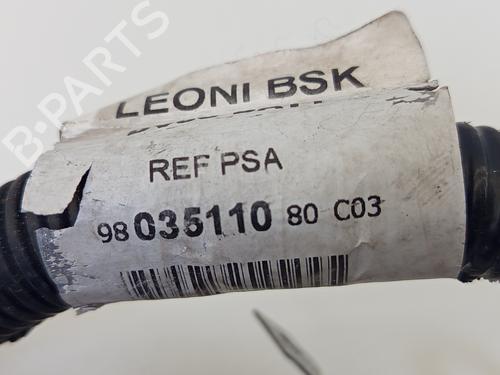 B-PARTS
LEONI BSK
REF PSA
98 035110 80 C03